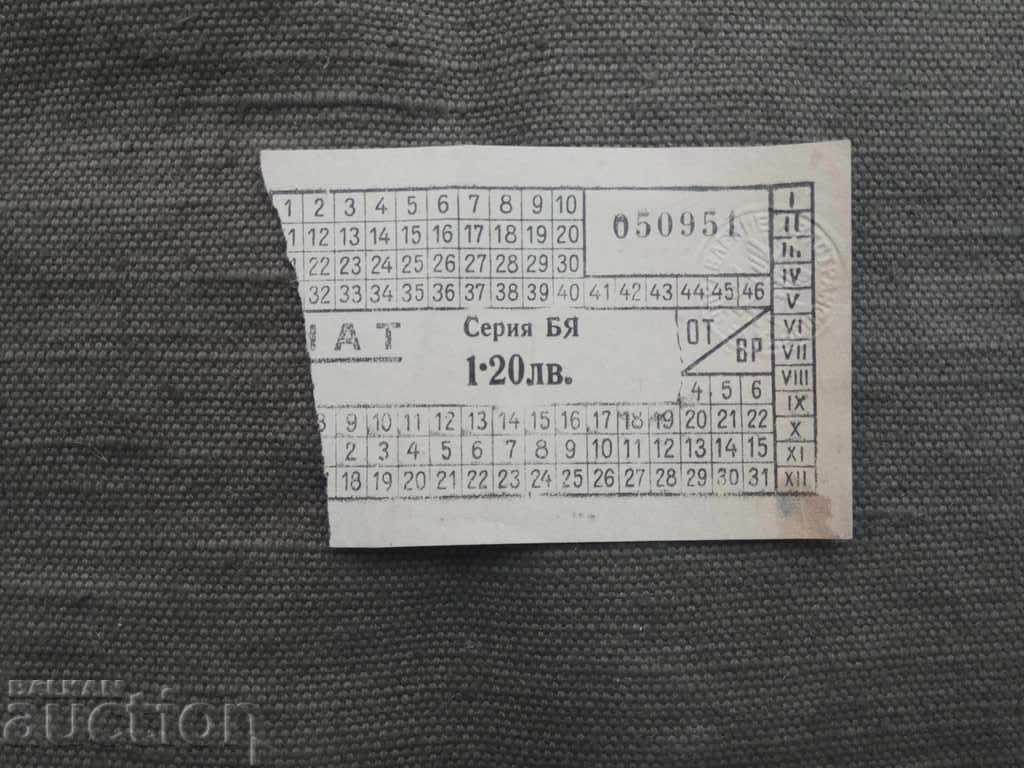 1 2 3 4 5 6 7 8 9 10
050951
1 12 13 14 15 16 17 18 19 20
22 23 24 25 26 27 28 29 30
32 33 34 35 36 37 38 39 40 41 42 43 44 45 46
НАТ
Серия БЯ
1·20лв.
ОТ
ВР
4 5 6
8 9 10 11 12 13 14 15 16 17 18 19 20 21 22
2 3 4 5 6 7 8 9 10 11 12 13 14 15
18 19 20 21 22 23 24 25 26 27 28 29 30 31
I
II
III
IV
V
VI
VII
VIII
IX
X
XI
XII
BALKAN
auction